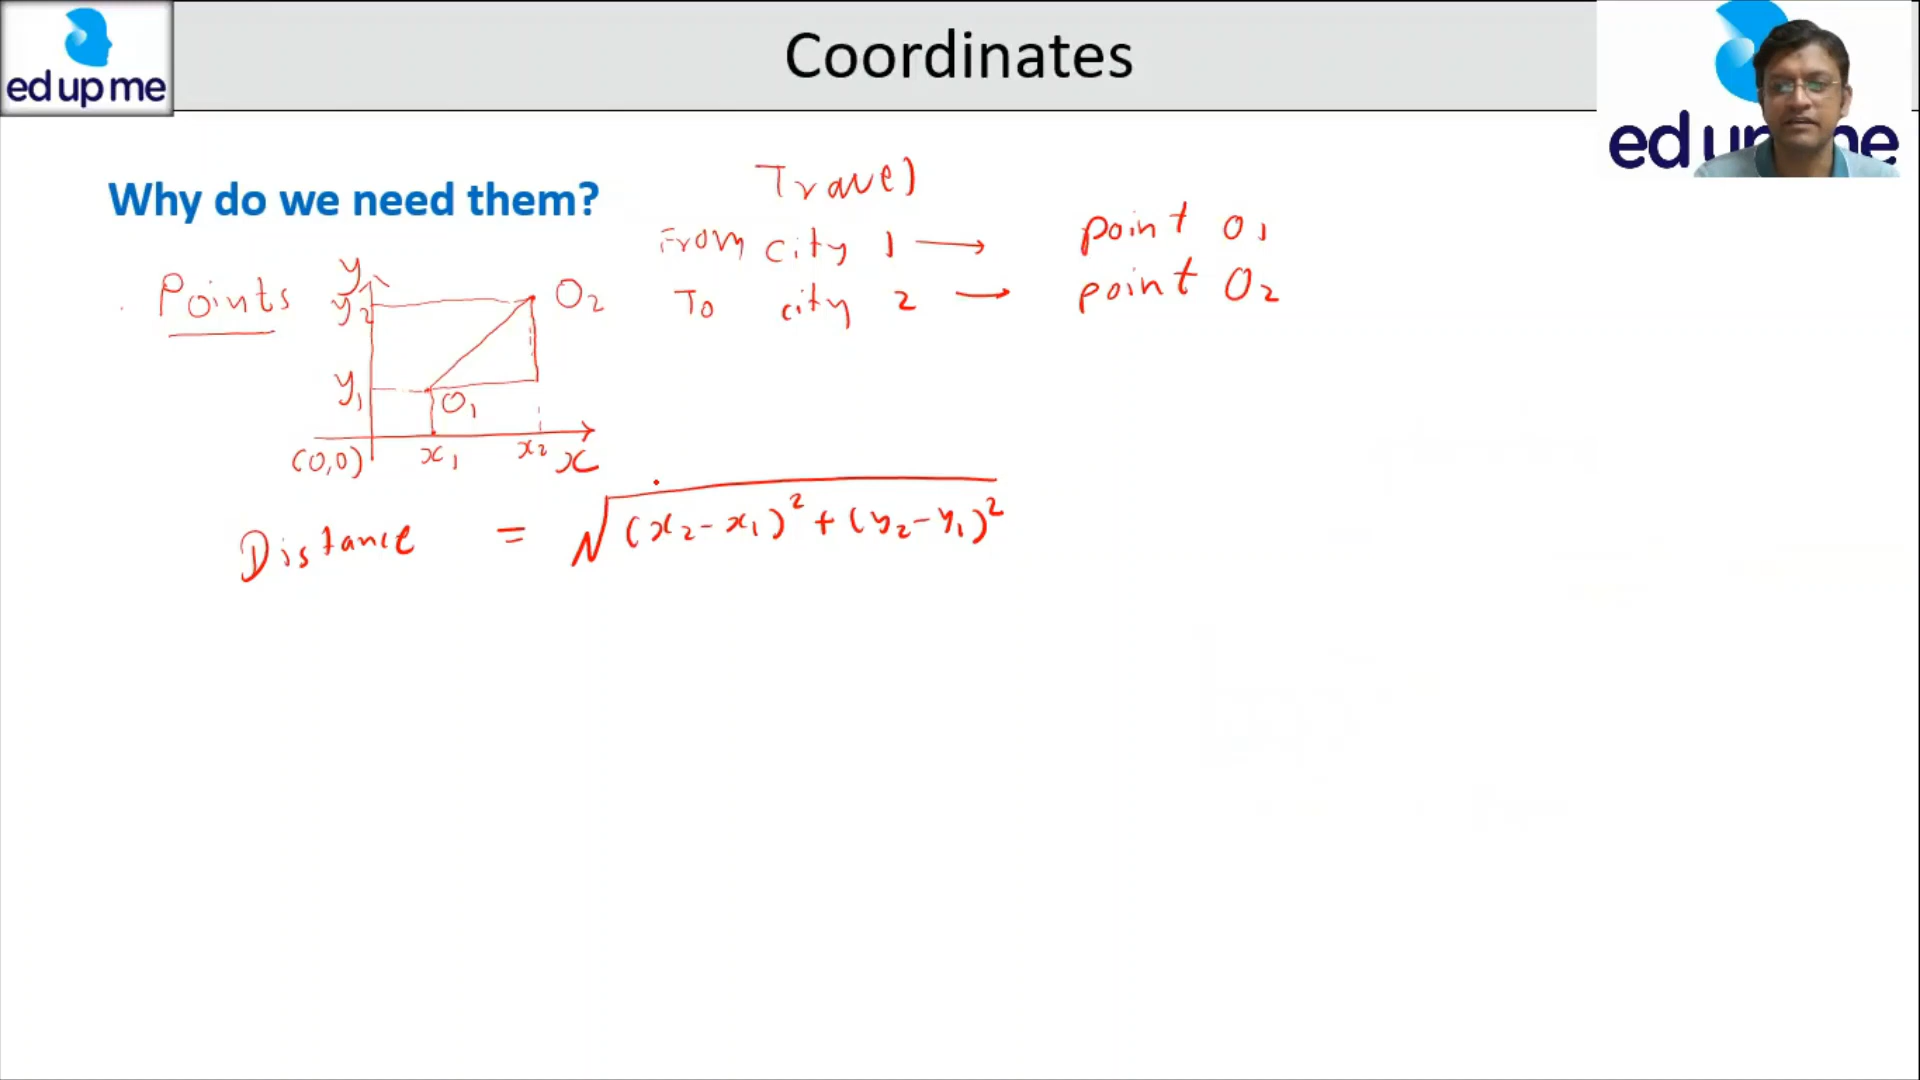 ed up me
Coordinates
ed up me
Why do we need them?
Travel
From city 1 → point O₁
To city 2 → point O₂
Points
y
y₂
O₂
y₁
O₁
(0,0)
x₁
x₂
x
Distance = √((x₂-x₁)² + (y₂-y₁)²)